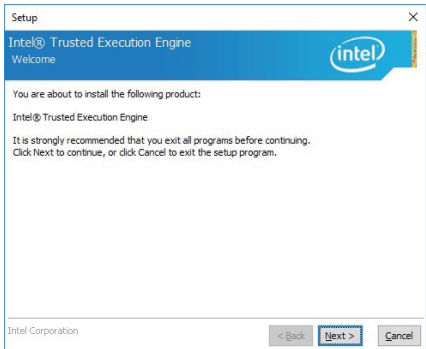 Setup
Intel® Trusted Execution Engine
Welcome
intel
You are about to install the following product:
Intel® Trusted Execution Engine
It is strongly recommended that you exit all programs before continuing.
Click Next to continue, or click Cancel to exit the setup program.
Intel Corporation
< Back Next > Cancel